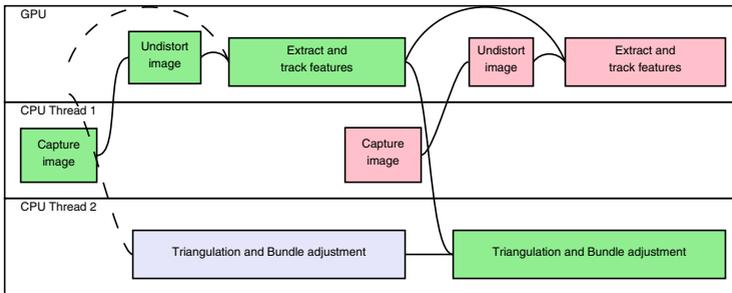 GPU
Undistort
image
Extract and
track features
Undistort
image
Extract and
track features
CPU Thread 1
Capture
image
Capture
image
CPU Thread 2
Triangulation and Bundle adjustment
Triangulation and Bundle adjustment